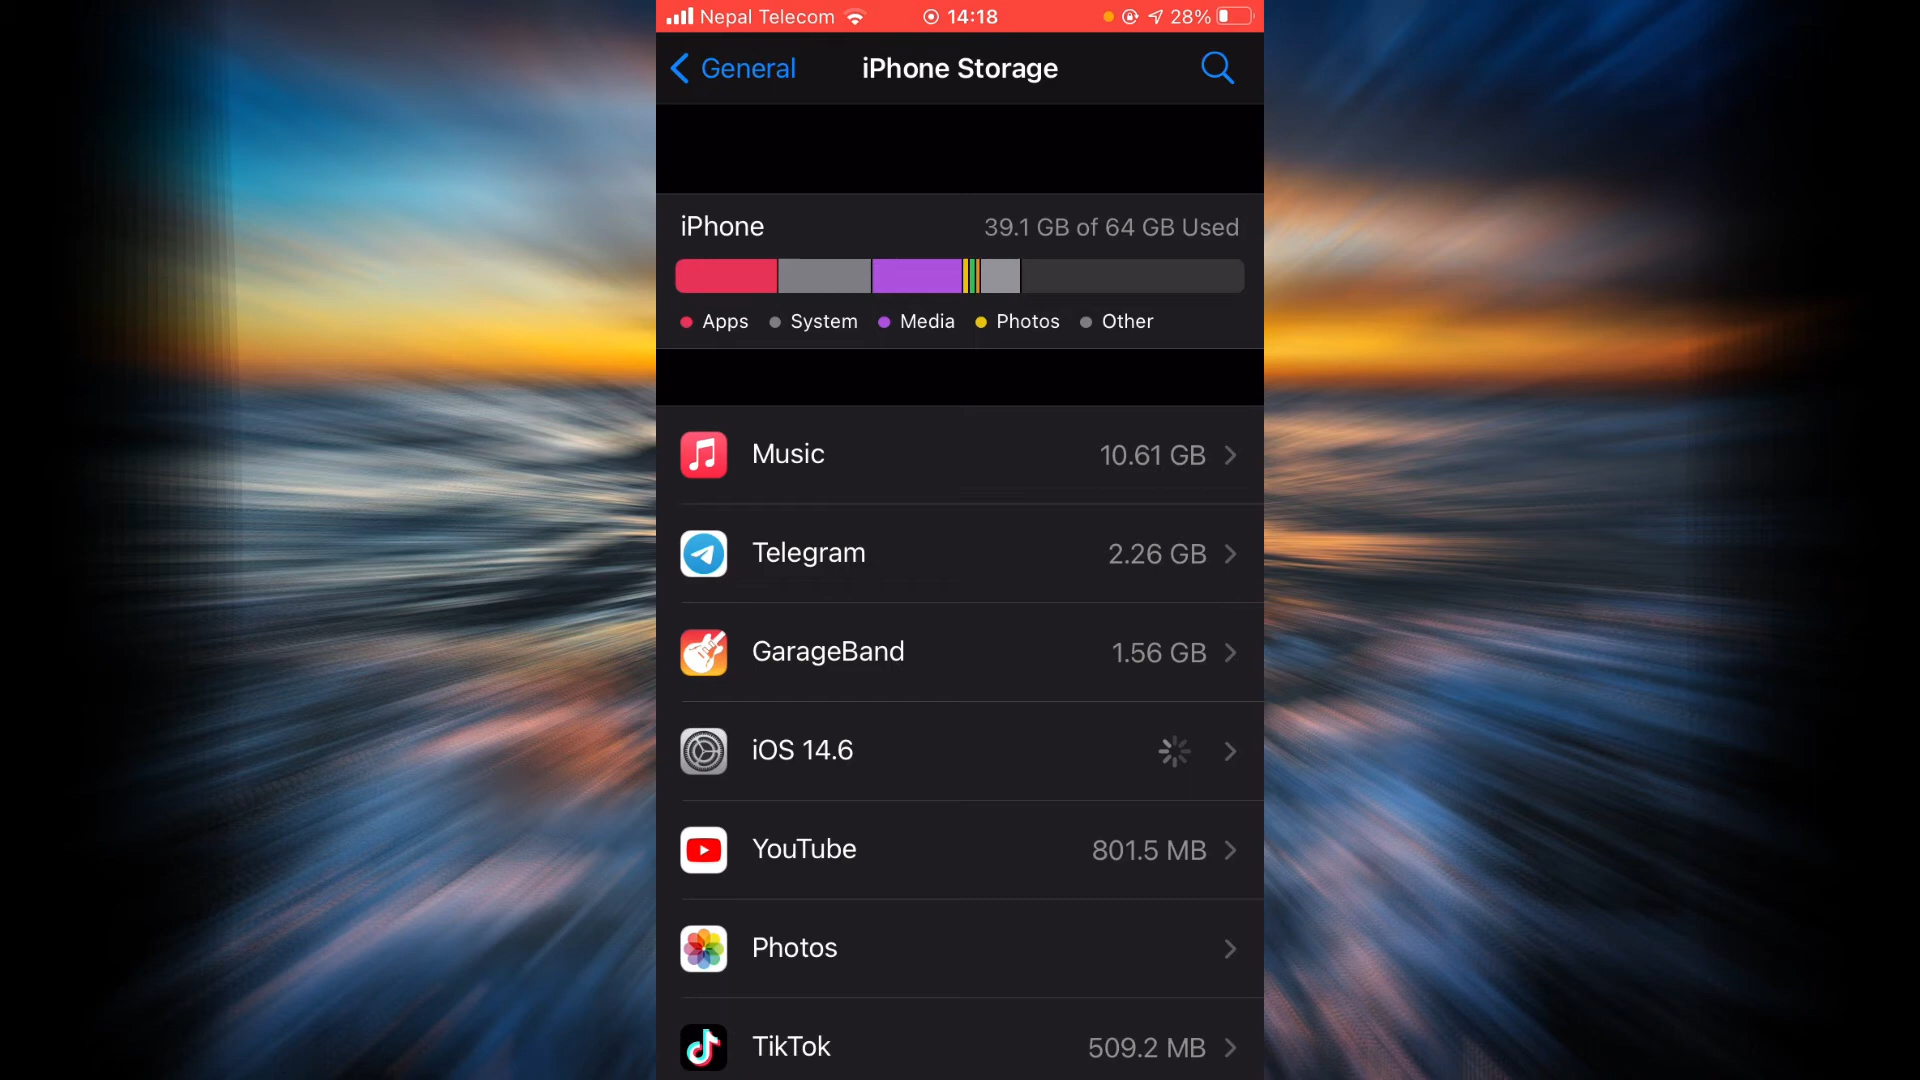 Nepal Telecom 14:18 28%
General iPhone Storage
iPhone 39.1 GB of 64 GB Used
Apps System Media Photos Other
Music 10.61 GB
Telegram 2.26 GB
GarageBand 1.56 GB
iOS 14.6
YouTube 801.5 MB
Photos
TikTok 509.2 MB